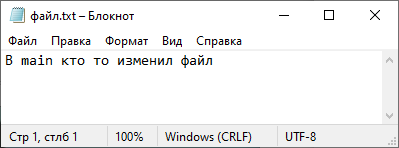 файл.txt – Блокнот
Файл Правка Формат Вид Справка
В main кто то изменил файл
Стр 1, стлб 1 100% Windows (CRLF) UTF-8